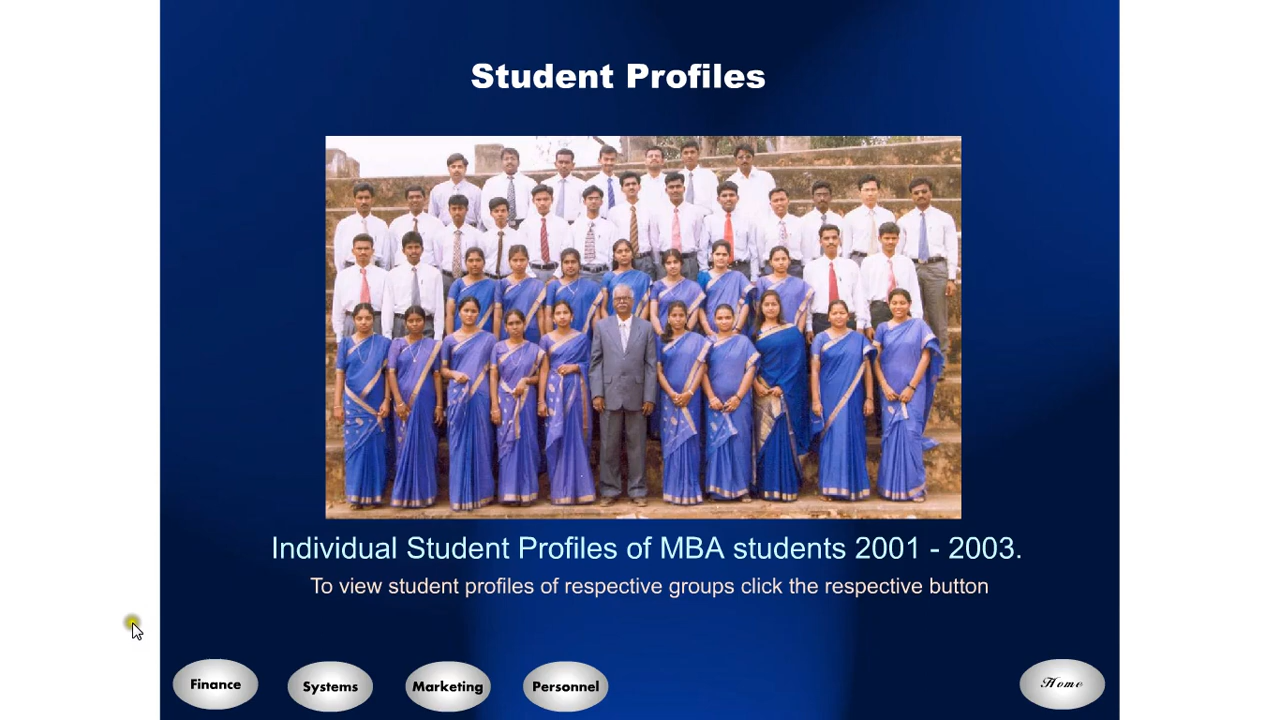 Student Profiles
Individual Student Profiles of MBA students 2001 - 2003.
To view student profiles of respective groups click the respective button
Finance
Systems
Marketing
Personnel
Home